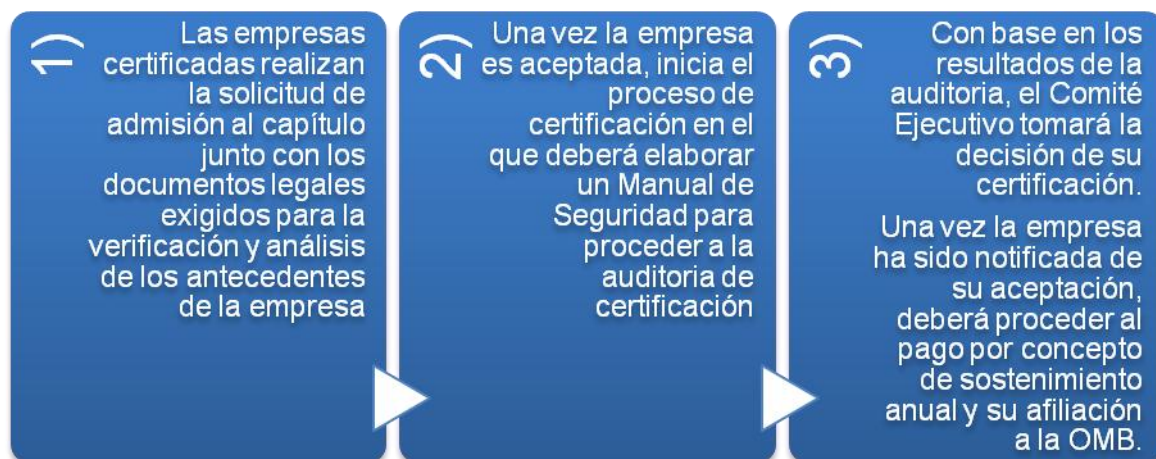 1)
Las empresas
certificadas realizan
la solicitud de
admisión al capítulo
junto con los
documentos legales
exigidos para la
verificación y análisis
de los antecedentes
de la empresa
2)
Una vez la empresa
es aceptada, inicia el
proceso de
certificación en el
que deberá elaborar
un Manual de
Seguridad para
proceder a la
auditoria de
certificación
3)
Con base en los
resultados de la
auditoria, el Comité
Ejecutivo tomará la
decisión de su
certificación.
Una vez la empresa
ha sido notificada de
su aceptación,
deberá proceder al
pago por concepto
de sostenimiento
anual y su afiliación
a la OMB.